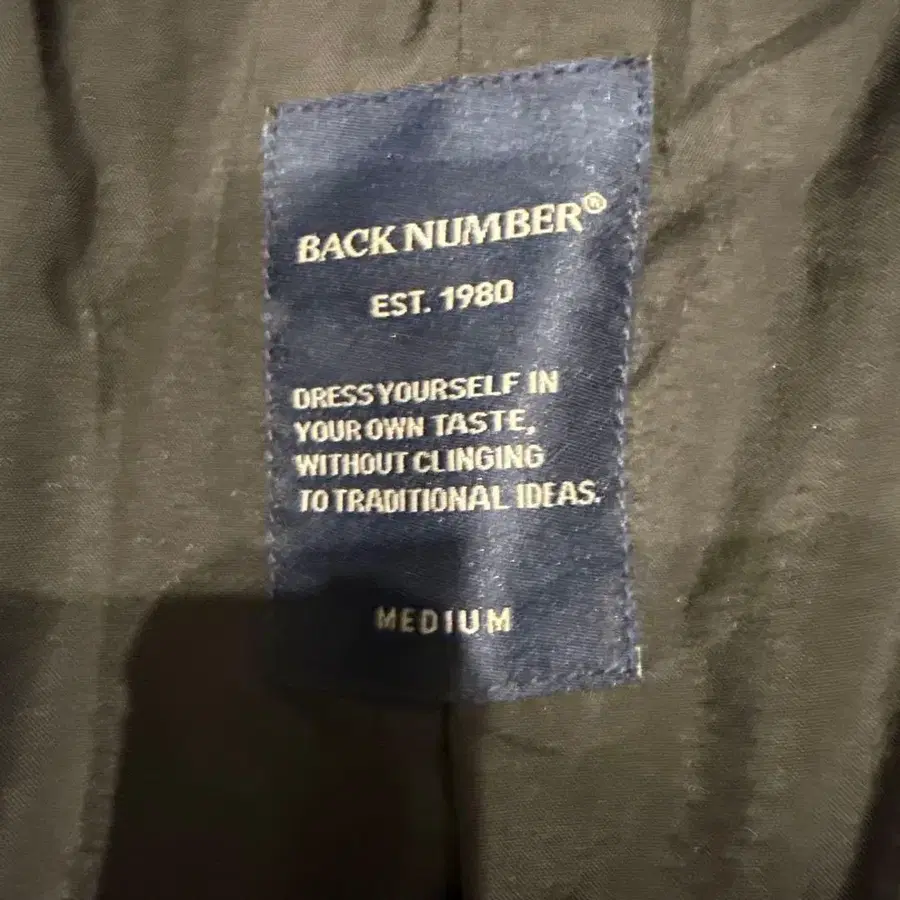 BACK NUMBER®
EST. 1980
DRESS YOURSELF IN
YOUR OWN TASTE,
WITHOUT CLINGING
TO TRADITIONAL IDEAS.
MEDIUM